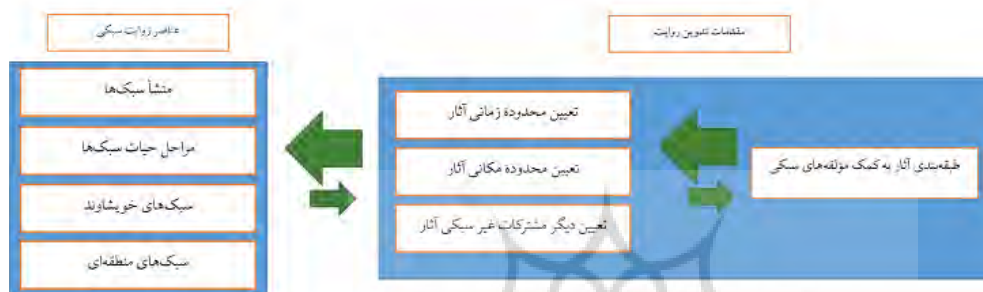 مقدمات تدوین روایت
عناصر روایت سبکی
طبقه‌بندی آثار به کمک مؤلفه‌های سبکی
تعیین محدودهٔ زمانی آثار
تعیین محدودهٔ مکانی آثار
تعیین دیگر مشترکات غیر سبکی آثار
منشأ سبک‌ها
مراحل حیات سبک‌ها
سبک‌های خویشاوند
سبک‌های منطقه‌ای